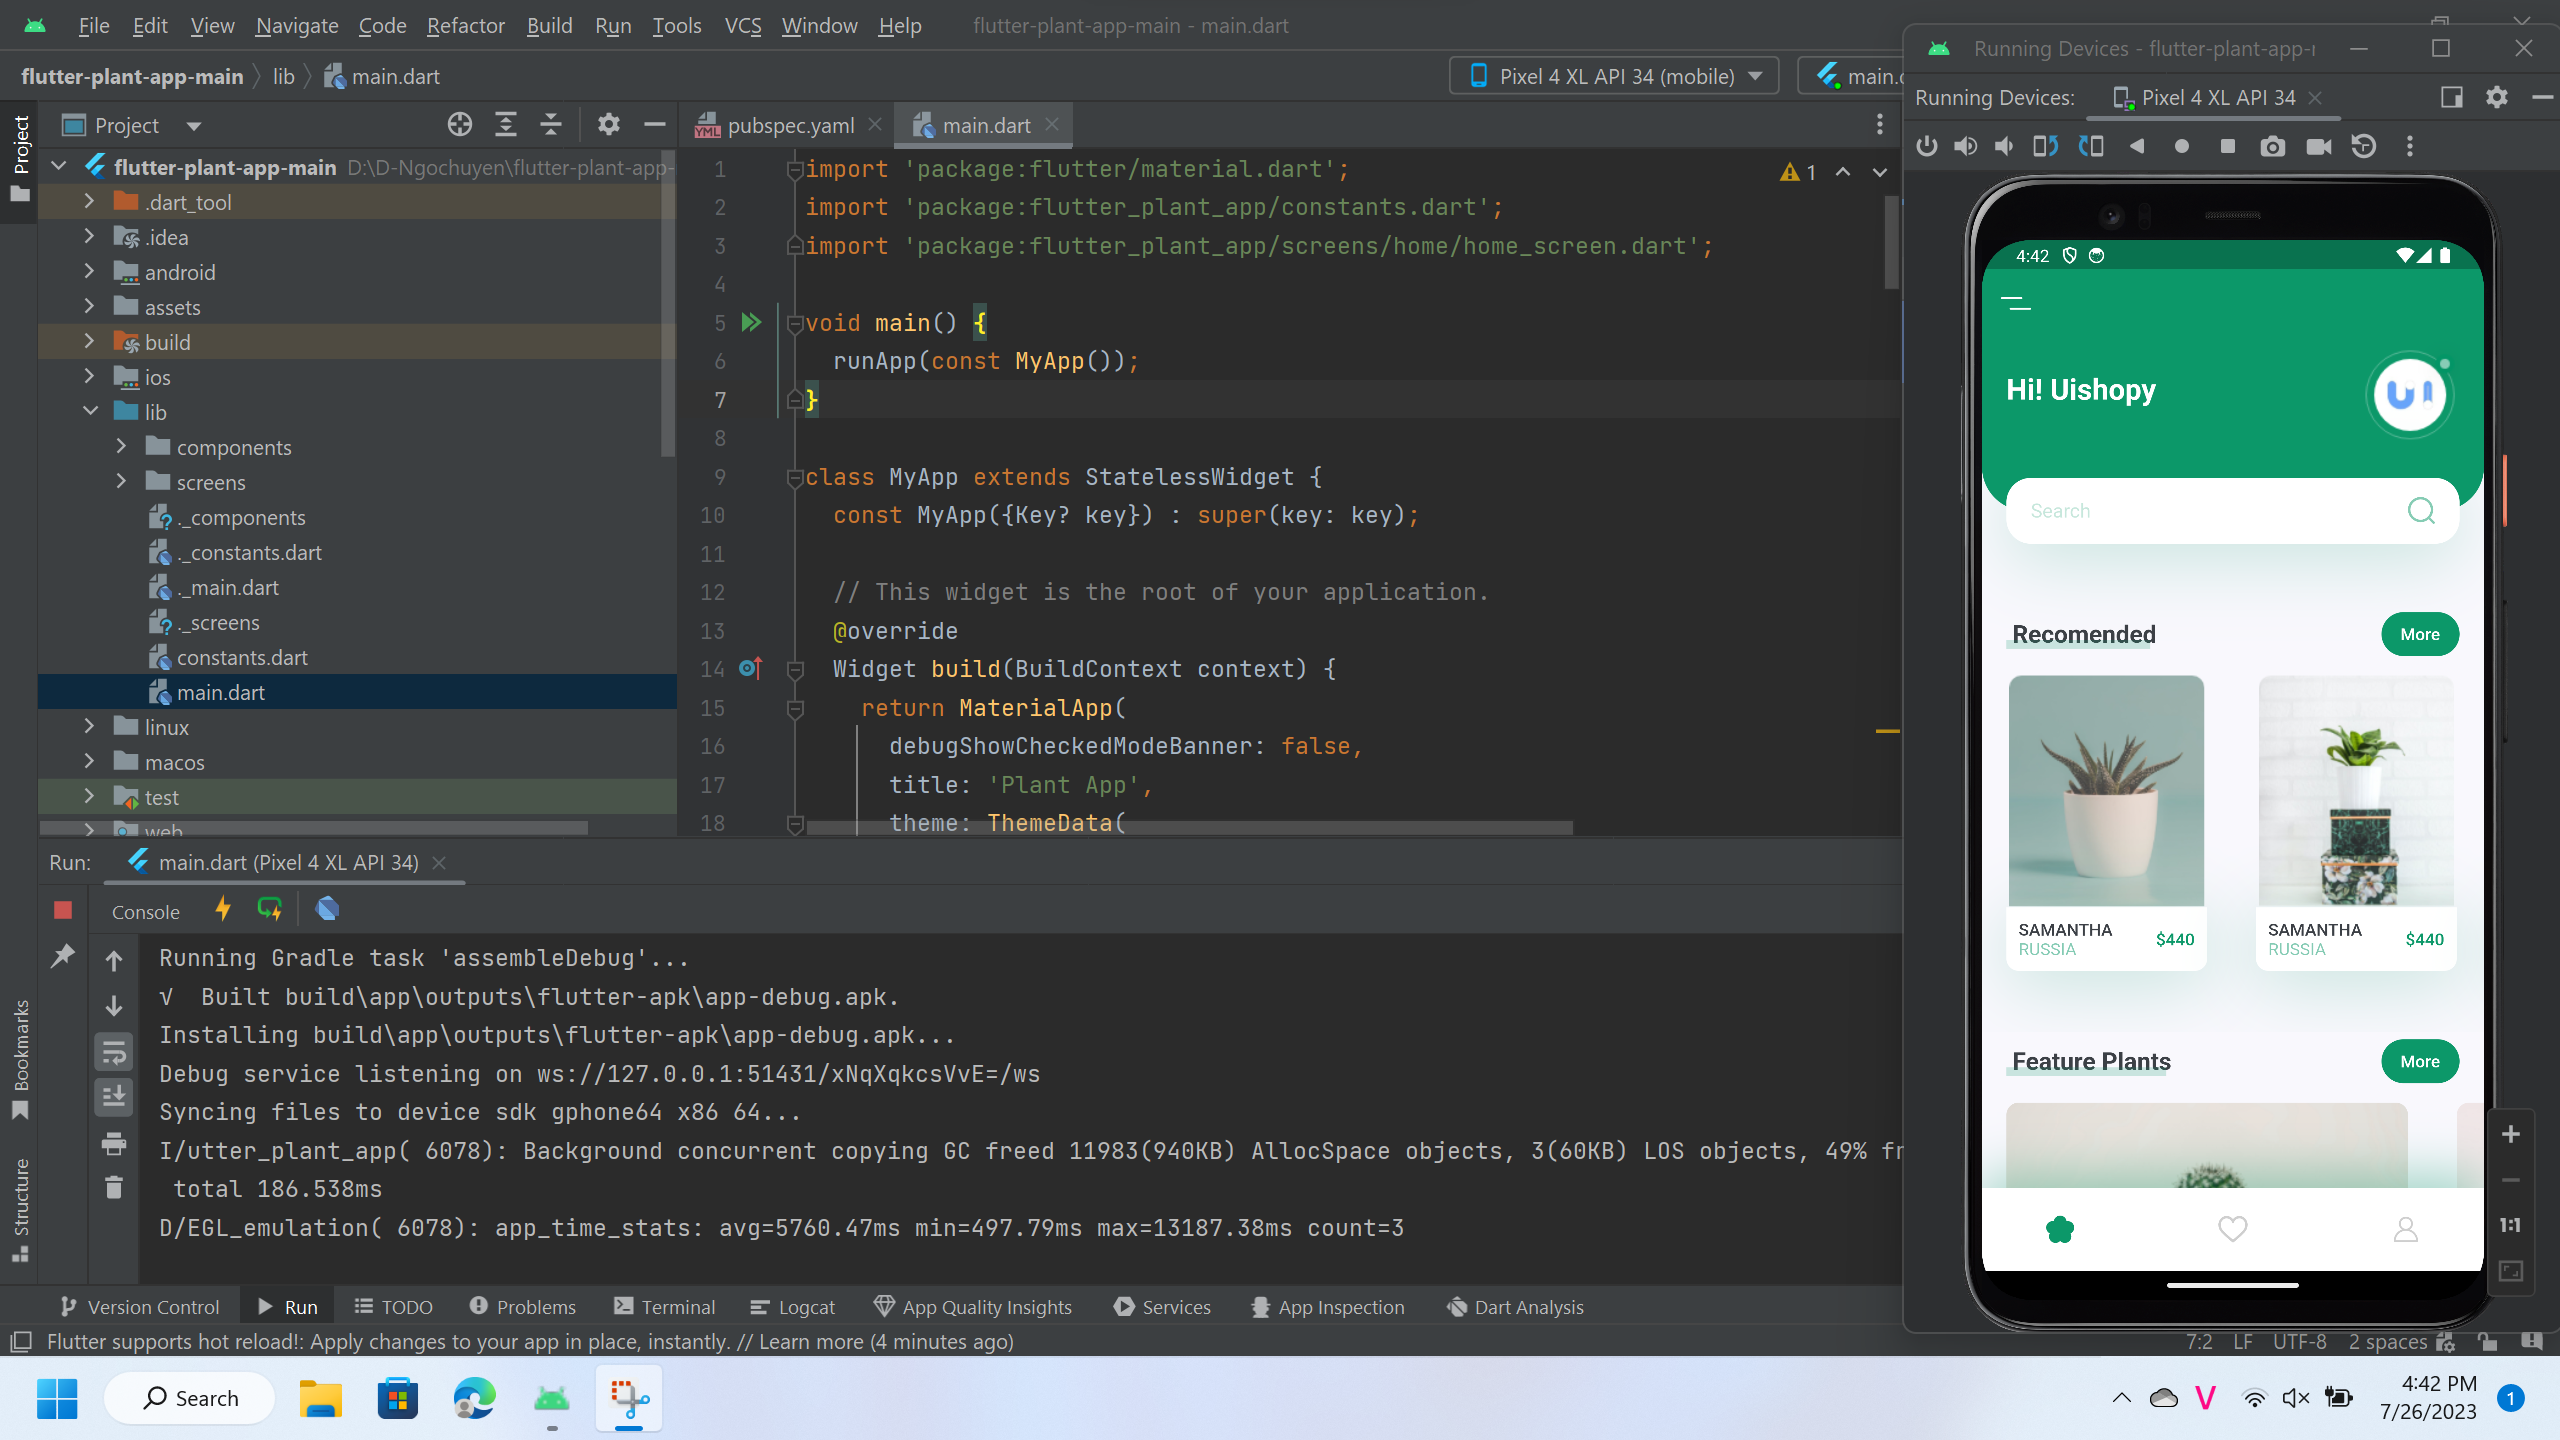 File Edit View Navigate Code Refactor Build Run Tools VCS Window Help flutter-plant-app-main - main.dart
flutter-plant-app-main lib main.dart Pixel 4 XL API 34 (mobile)
Project
Project
flutter-plant-app-main D:\D-Ngochuyen\flutter-plant-app-
.dart_tool
.idea
android
assets
build
ios
lib
components
screens
._components
._constants.dart
._main.dart
._screens
constants.dart
main.dart
linux
macos
test
web
pubspec.yaml main.dart
1
1 import 'package:flutter/material.dart';
2 import 'package:flutter_plant_app/constants.dart';
3 import 'package:flutter_plant_app/screens/home/home_screen.dart';
4
5 void main() {
6 runApp(const MyApp());
7 }
8
9 class MyApp extends StatelessWidget {
10 const MyApp({Key? key}) : super(key: key);
11
12 // This widget is the root of your application.
13 @override
14 Widget build(BuildContext context) {
15 return MaterialApp(
16 debugShowCheckedModeBanner: false,
17 title: 'Plant App',
18 theme: ThemeData(
Run: main.dart (Pixel 4 XL API 34)
Console
Running Gradle task 'assembleDebug'...
√ Built build\app\outputs\flutter-apk\app-debug.apk.
Installing build\app\outputs\flutter-apk\app-debug.apk...
Debug service listening on ws://127.0.0.1:51431/xNqXqkcsVvE=/ws
Syncing files to device sdk gphone64 x86 64...
I/utter_plant_app( 6078): Background concurrent copying GC freed 11983(940KB) AllocSpace objects, 3(60KB) LOS objects, 49%
total 186.538ms
D/EGL_emulation( 6078): app_time_stats: avg=5760.47ms min=497.79ms max=13187.38ms count=3
Bookmarks
Structure
Version Control Run TODO Problems Terminal Logcat App Quality Insights Services App Inspection Dart Analysis
Flutter supports hot reload!: Apply changes to your app in place, instantly. // Learn more (4 minutes ago)
7:2 LF UTF-8 2 spaces
Running Devices - flutter-plant-app-
Running Devices: Pixel 4 XL API 34
4:42
Hi! Uishopy
UI
Search
Recomended More
SAMANTHA
RUSSIA
$440
SAMANTHA
RUSSIA
$440
Feature Plants More
1:1
Search
V
4:42 PM
7/26/2023
1